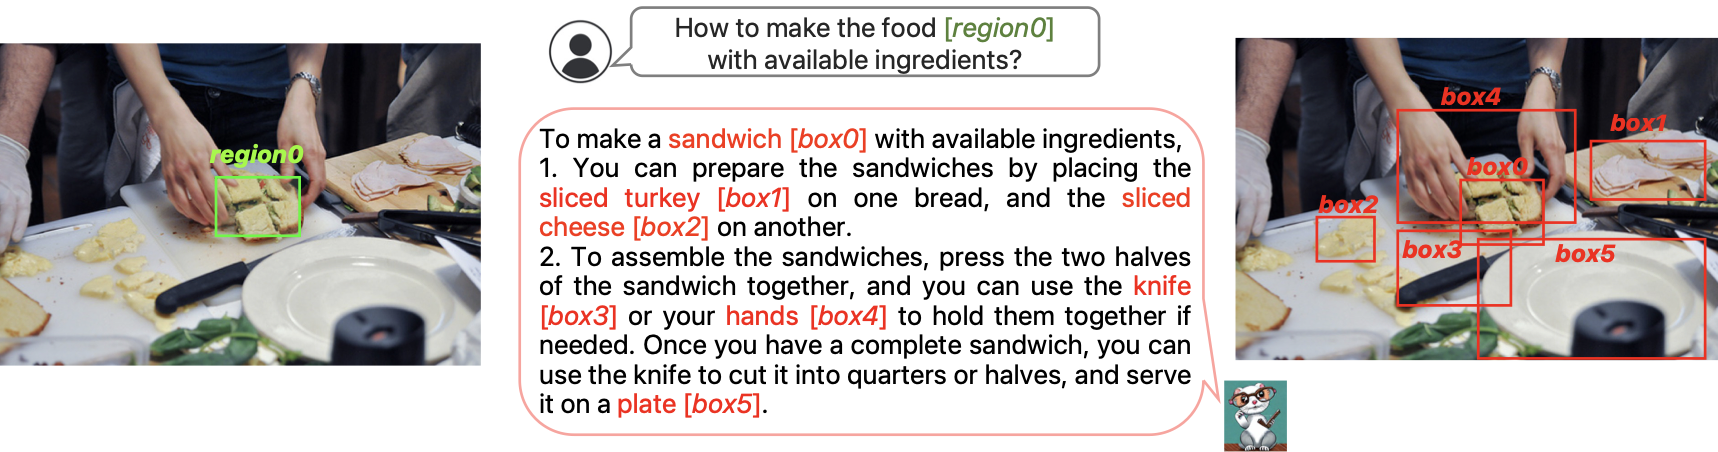 How to make the food [region0]
with available ingredients?
region0
To make a sandwich [box0] with available ingredients,
1. You can prepare the sandwiches by placing the
sliced turkey [box1] on one bread, and the sliced
cheese [box2] on another.
2. To assemble the sandwiches, press the two halves
of the sandwich together, and you can use the knife
[box3] or your hands [box4] to hold them together if
needed. Once you have a complete sandwich, you can
use the knife to cut it into quarters or halves, and serve
it on a plate [box5].
box4
box1
box0
box2
box3
box5